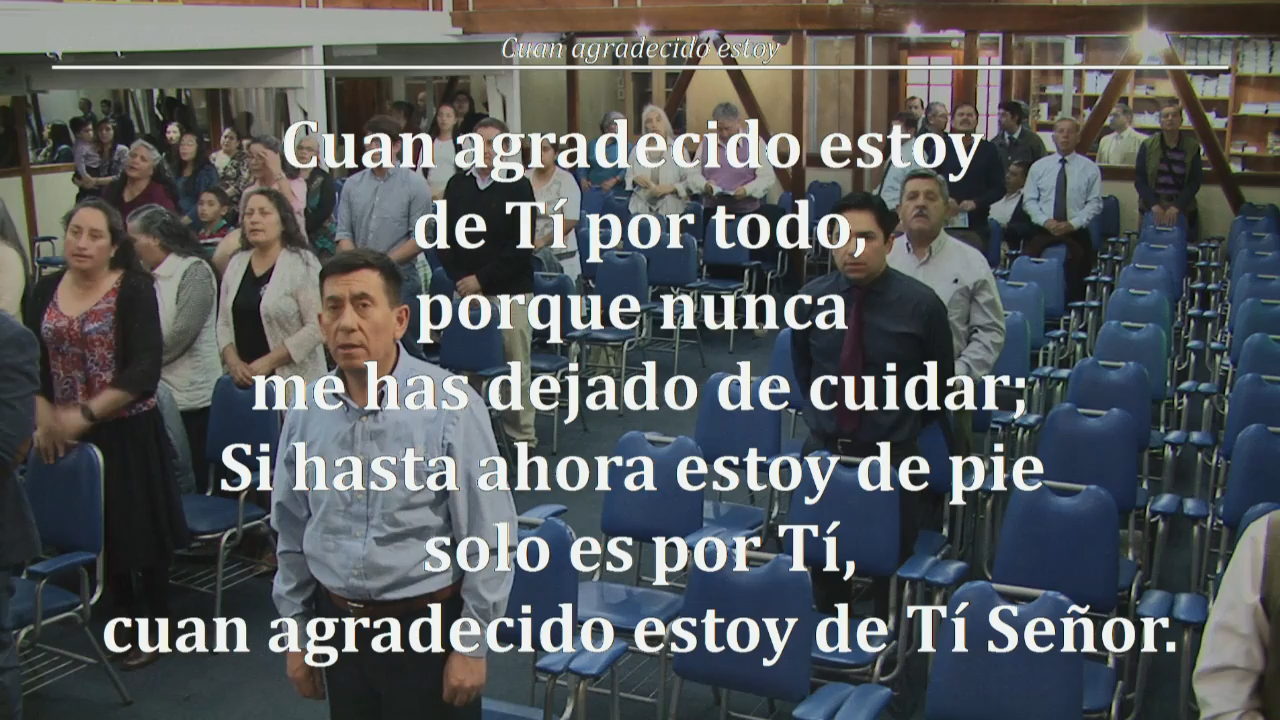 Cuan agradecido estoy
Cuan agradecido estoy
de Tí por todo,
porque nunca
me has dejado de cuidar;
Si hasta ahora estoy de pie
solo es por Tí,
cuan agradecido estoy de Tí Señor.